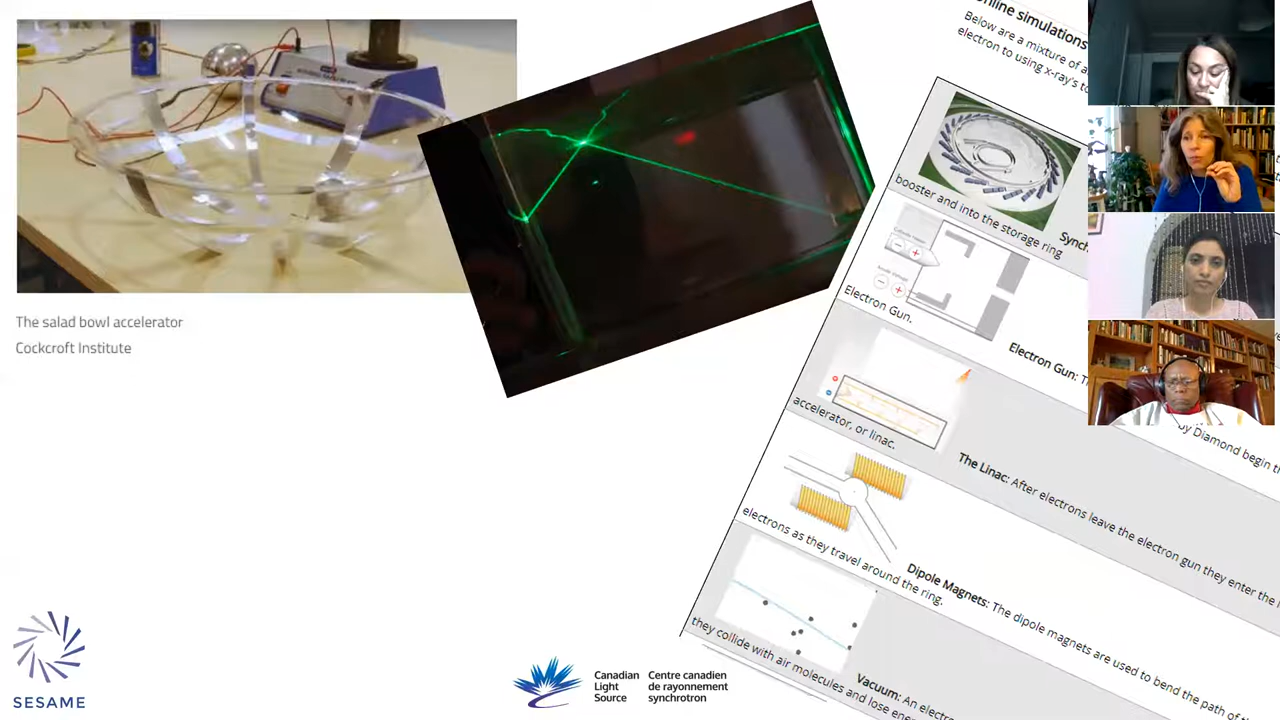 The salad bowl accelerator
Cockcroft Institute
Online simulations
Below are a mixture of a
electron to using x-ray's to
booster and into the storage ring
Synch
Electron Gun.
Electron Gun: T
by Diamond begin th
accelerator, or linac.
The Linac: After electrons leave the electron gun they enter the l
electrons as they travel around the ring.
Dipole Magnets: The dipole magnets are used to bend the path of t
they collide with air molecules and lose ener
Vacuum: An electr
SESAME
Canadian Light Source
Centre canadien de rayonnement synchrotron